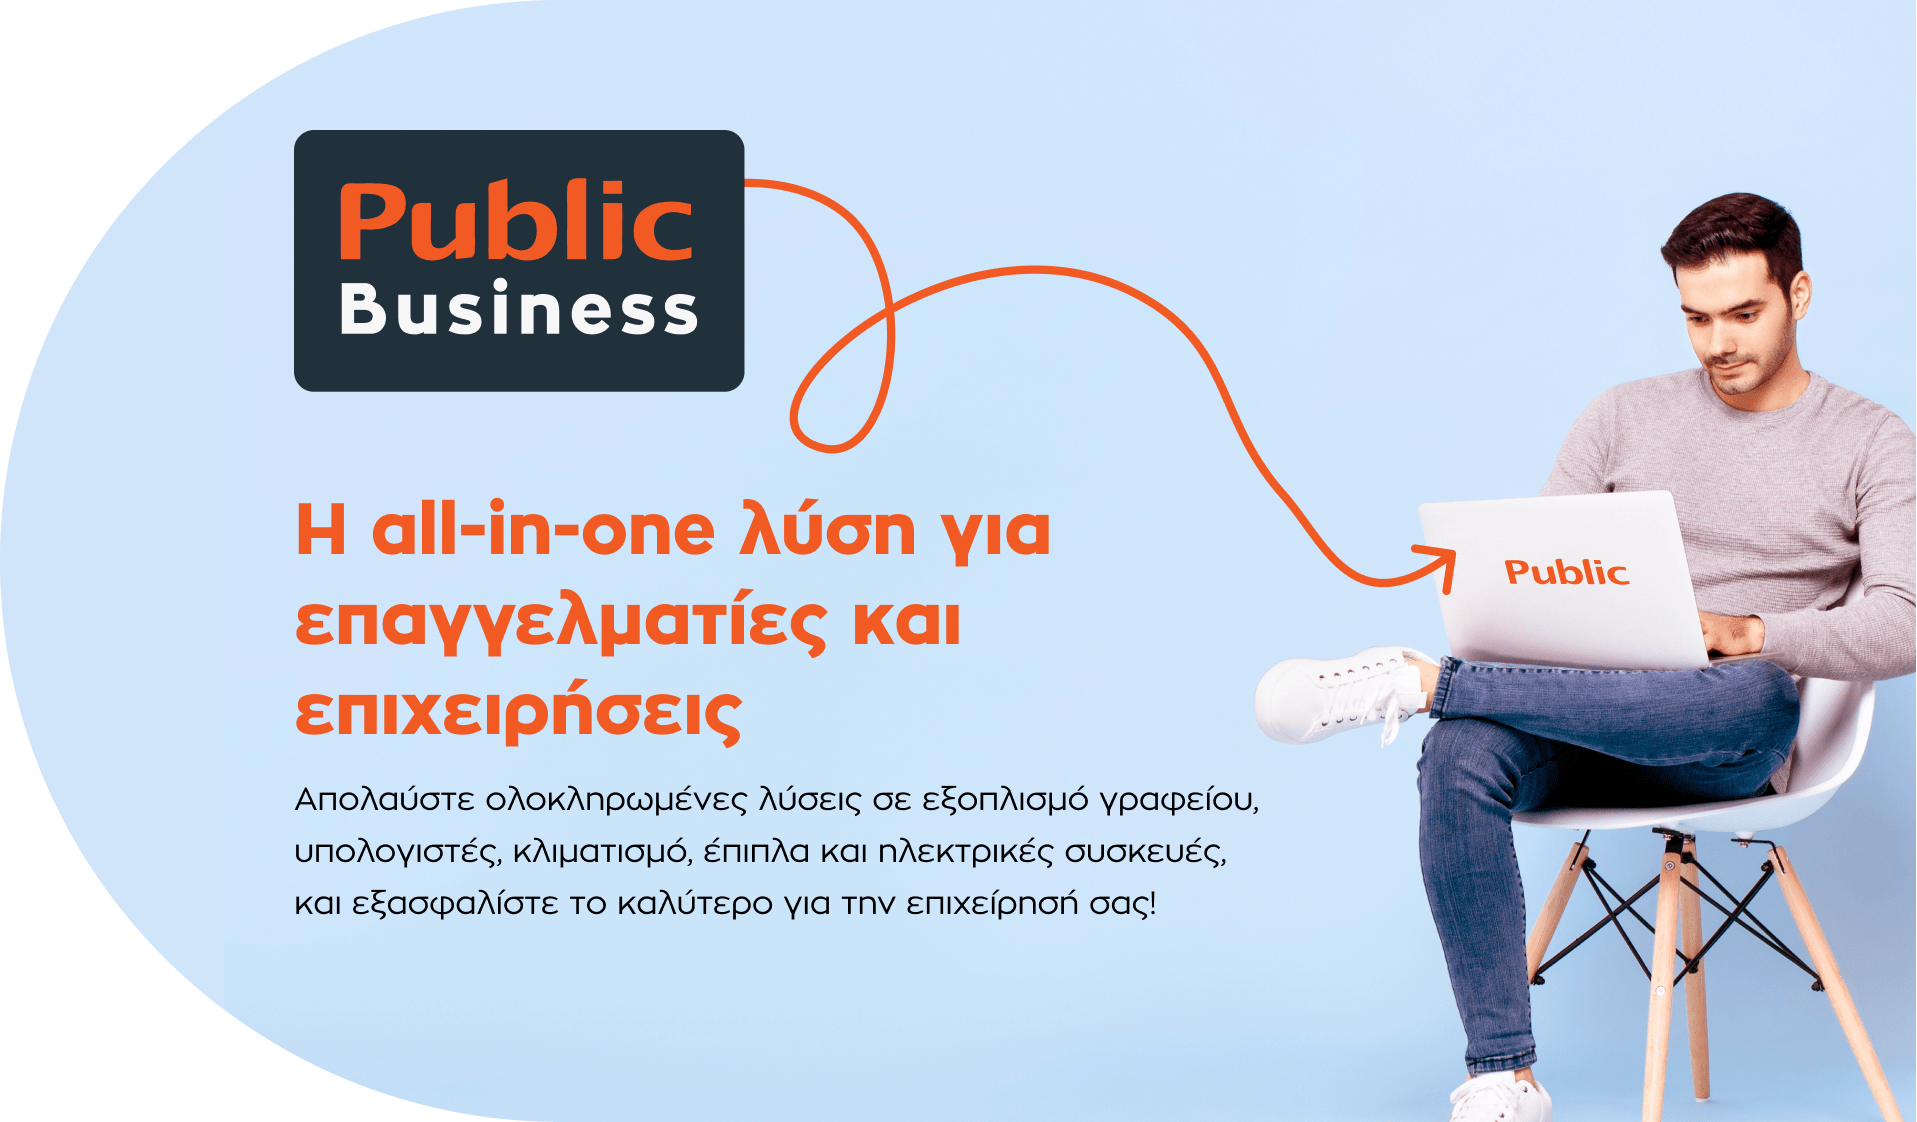 Public
Business
Η all-in-one λύση για
επαγγελματίες και
επιχειρήσεις
Απολαύστε ολοκληρωμένες λύσεις σε εξοπλισμό γραφείου,
υπολογιστές, κλιματισμό, έπιπλα και ηλεκτρικές συσκευές,
και εξασφαλίστε το καλύτερο για την επιχείρησή σας!
Public